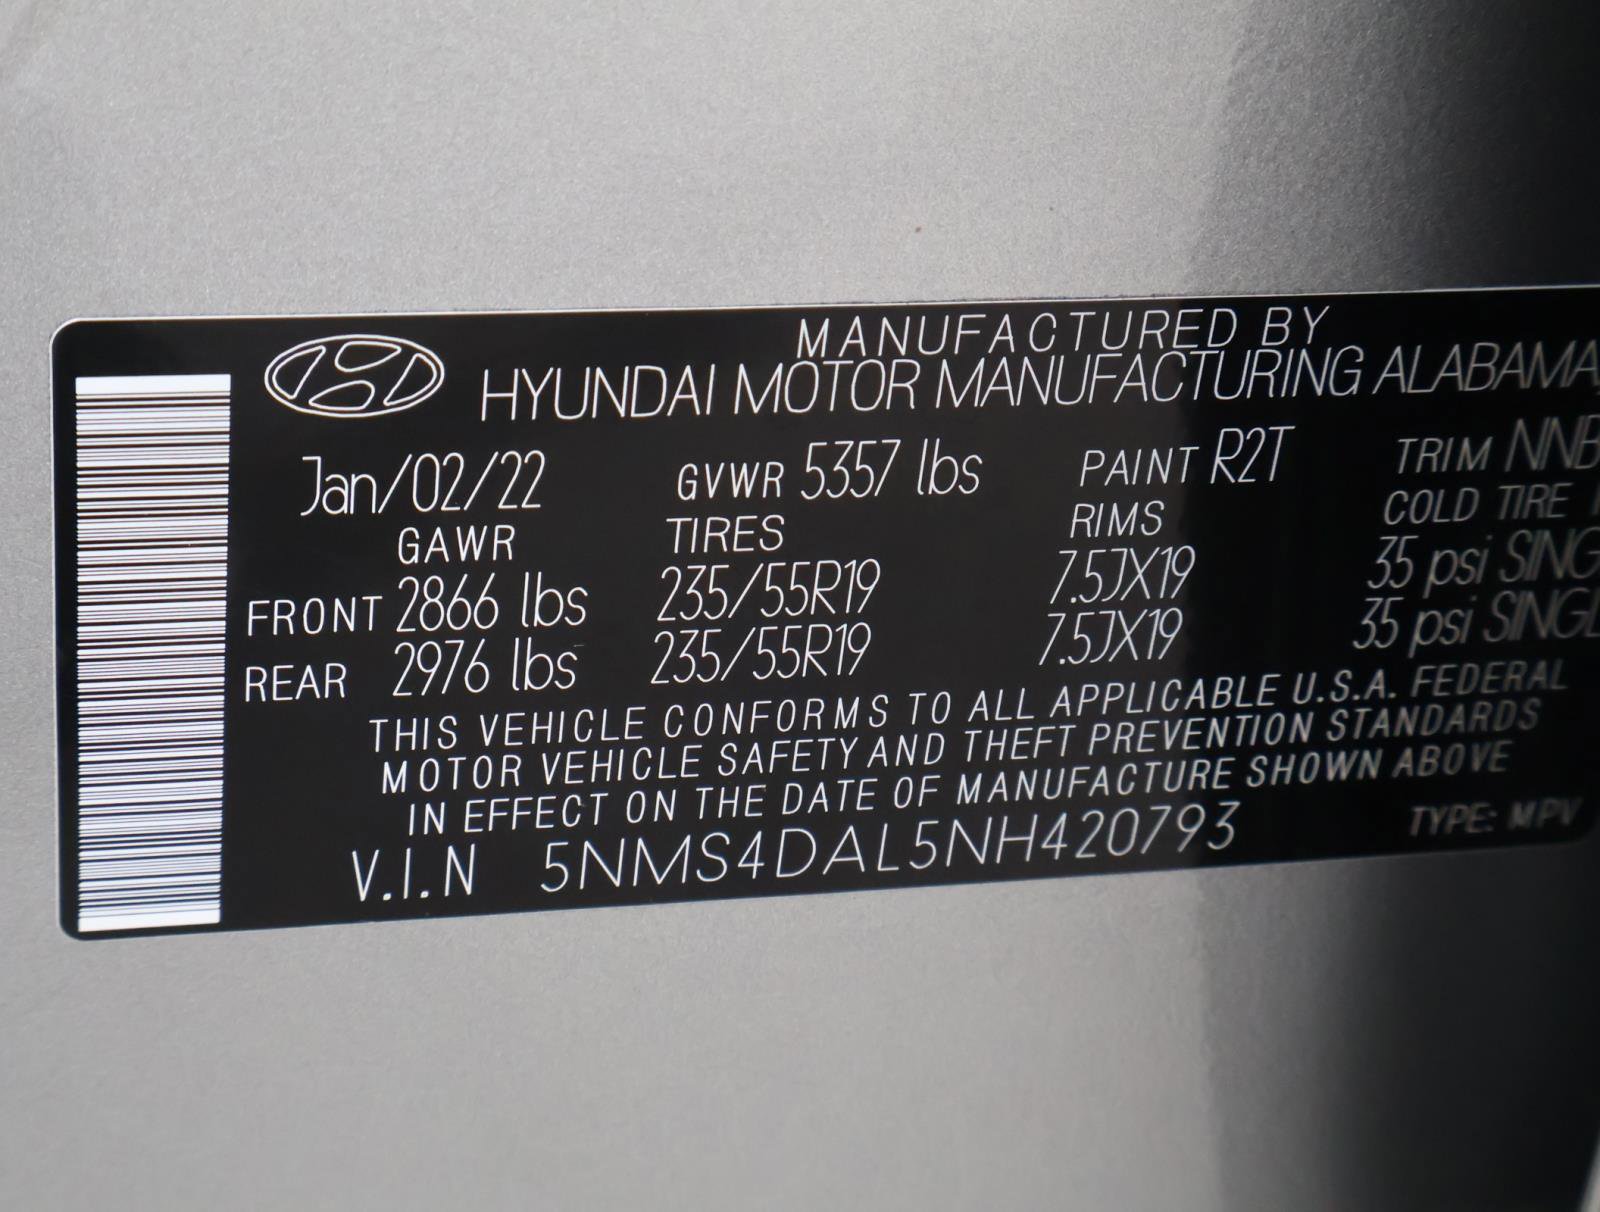 MANUFACTURED BY
HYUNDAI MOTOR MANUFACTURING ALABAMA,
Jan/02/22 GVWR 5357 lbs PAINT R2T TRIM NNB
GAWR TIRES RIMS COLD TIRE
FRONT 2866 lbs 235/55R19 7.5JX19 35 psi SING
REAR 2976 lbs 235/55R19 7.5JX19 35 psi SINGL
THIS VEHICLE CONFORMS TO ALL APPLICABLE U.S.A. FEDERAL
MOTOR VEHICLE SAFETY AND THEFT PREVENTION STANDARDS
IN EFFECT ON THE DATE OF MANUFACTURE SHOWN ABOVE
V.I.N 5NMS4DAL5NH420793 TYPE: MPV